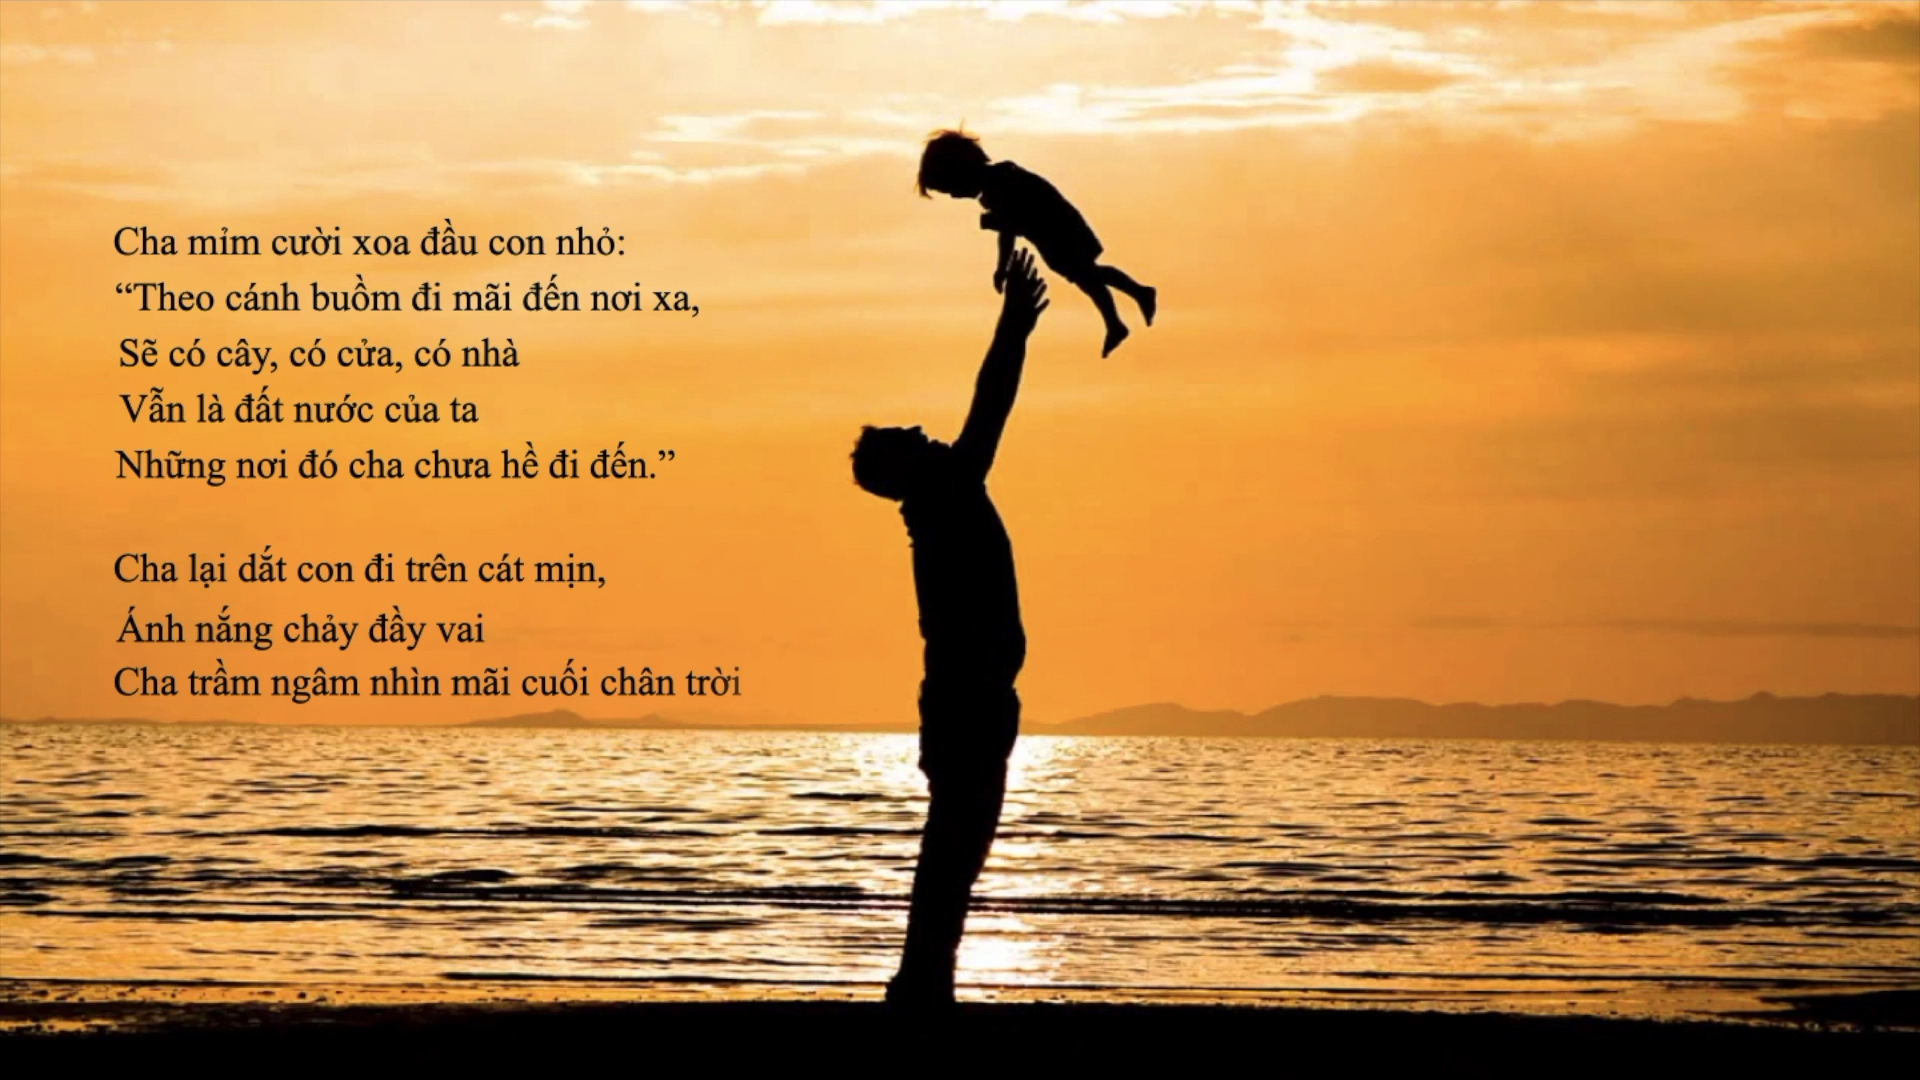 Cha mỉm cười xoa đầu con nhỏ:
“Theo cánh buồm đi mãi đến nơi xa,
Sẽ có cây, có cửa, có nhà
Vẫn là đất nước của ta
Những nơi đó cha chưa hề đi đến.”
Cha lại dắt con đi trên cát mịn,
Ánh nắng chảy đầy vai
Cha trầm ngâm nhìn mãi cuối chân trời